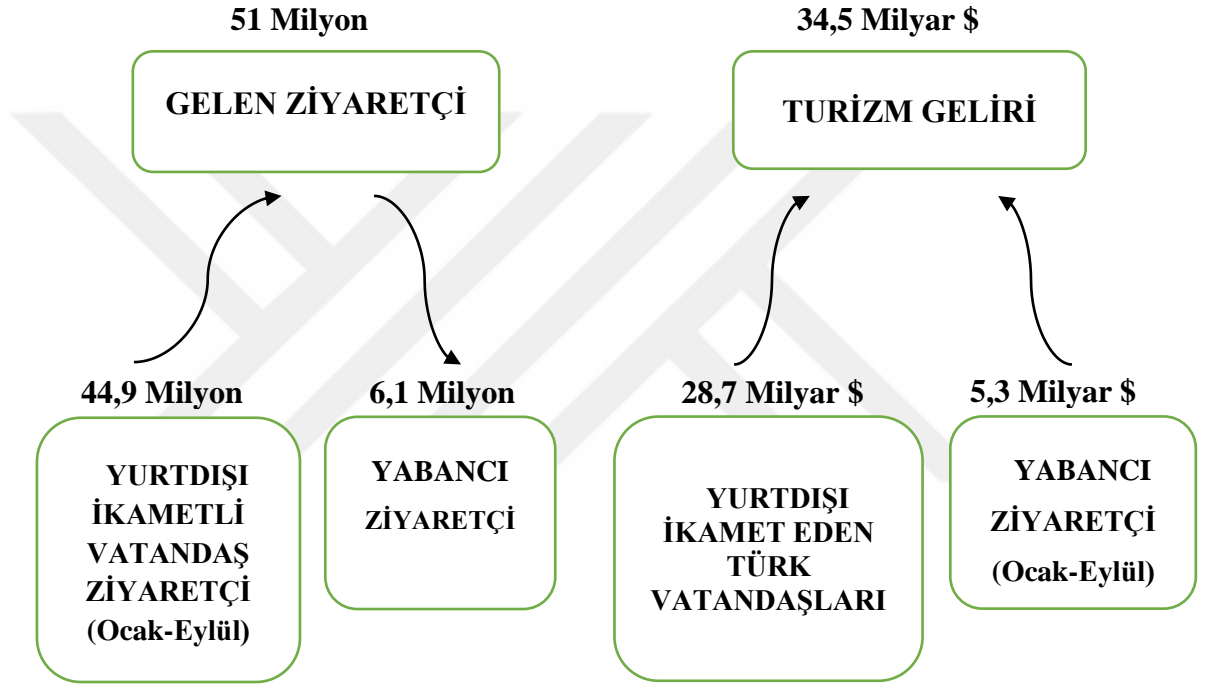 51 Milyon
GELEN ZİYARETÇİ
34,5 Milyar $
TURİZM GELİRİ
44,9 Milyon
YURTDIŞI
İKAMETLİ
VATANDAŞ
ZİYARETÇİ
(Ocak-Eylül)
6,1 Milyon
YABANCI
ZİYARETÇİ
28,7 Milyar $
YURTDIŞI
İKAMET EDEN
TÜRK
VATANDAŞLARI
5,3 Milyar $
YABANCI
ZİYARETÇİ
(Ocak-Eylül)